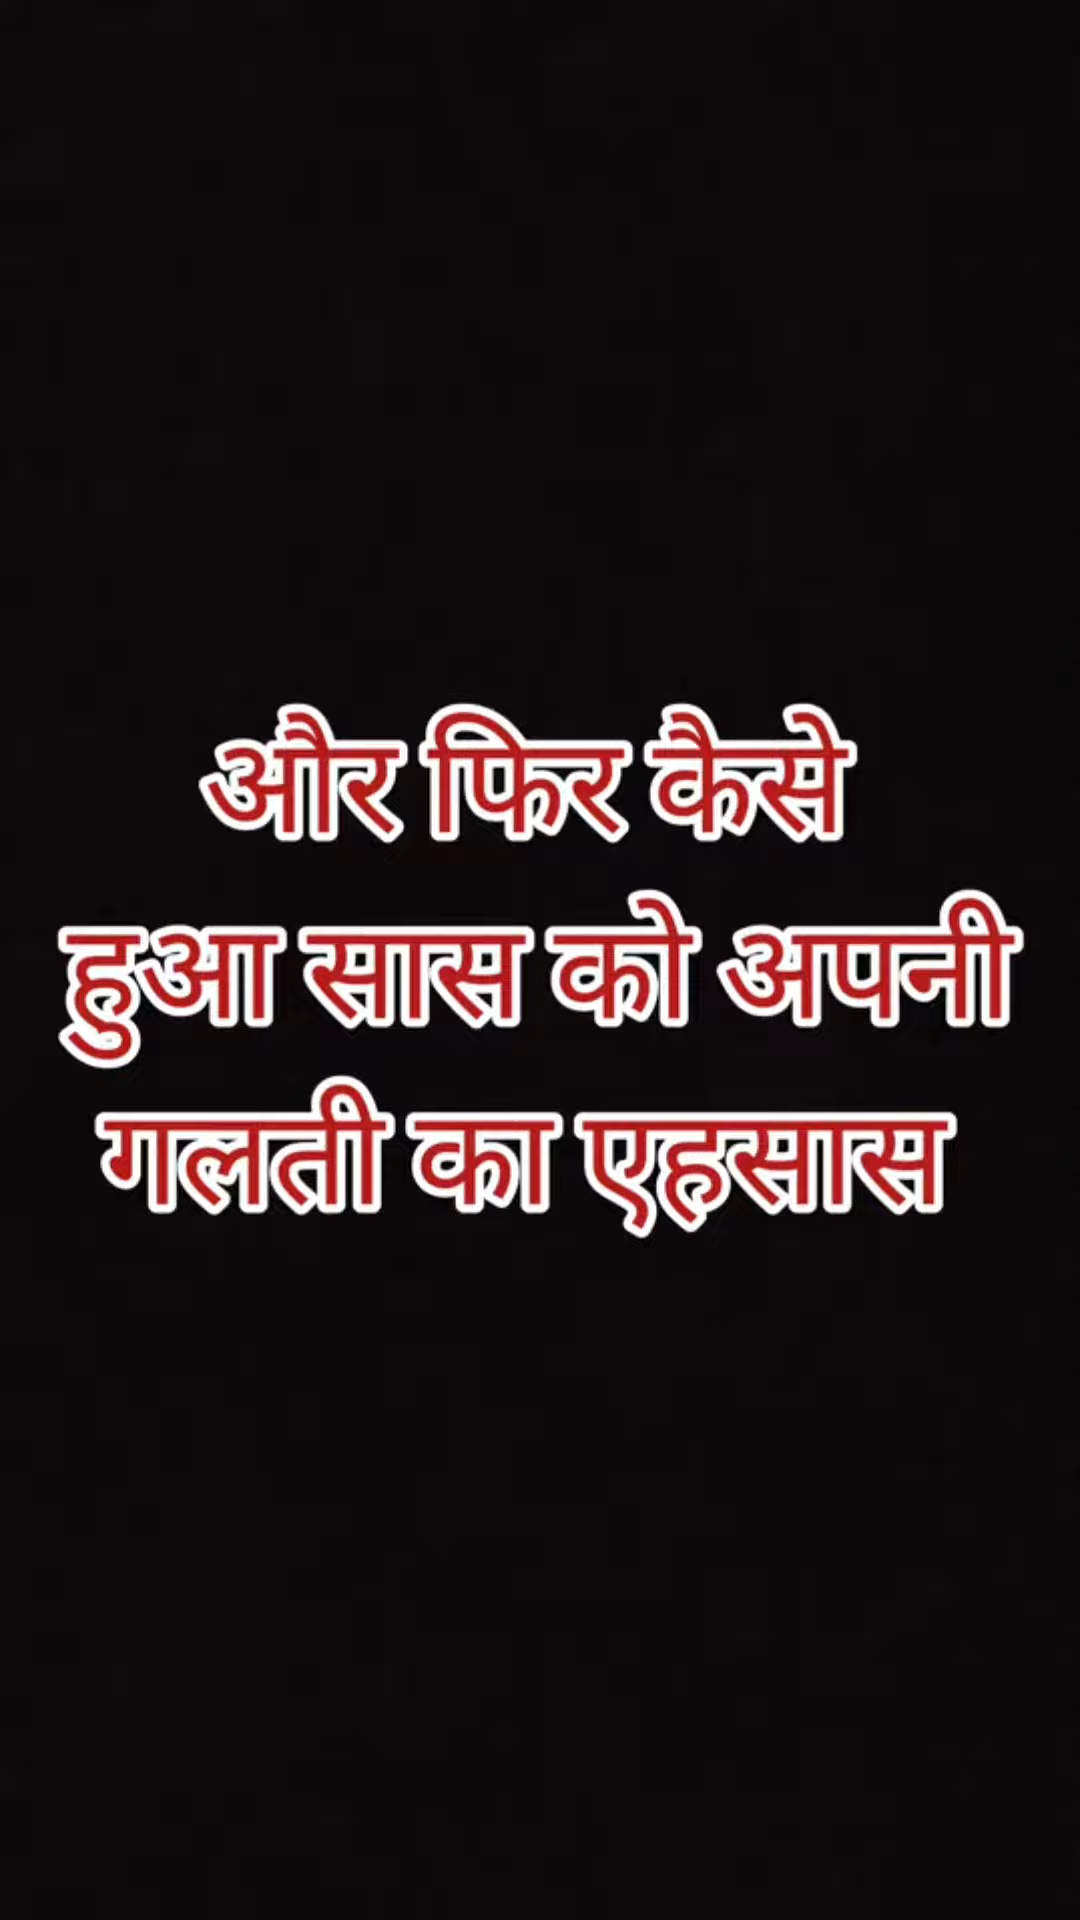 और फिर कैसे
हुआ सास को अपनी
गलती का एहसास